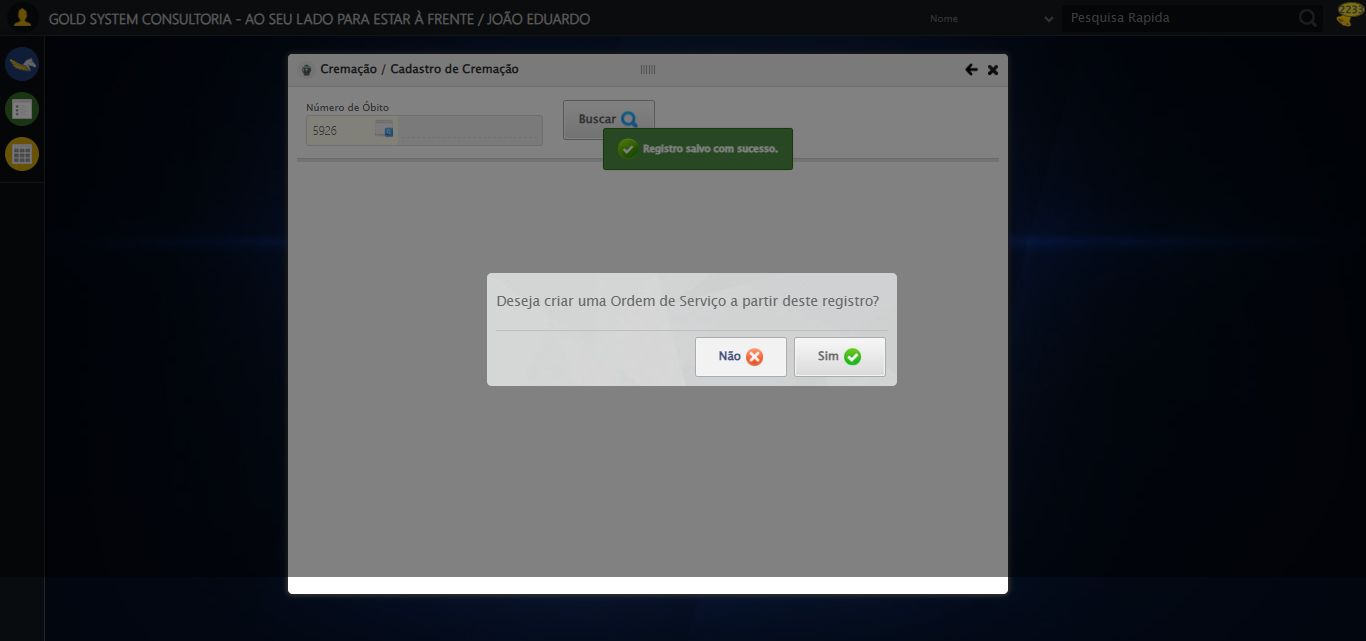 GOLD SYSTEM CONSULTORIA - AO SEU LADO PARA ESTAR À FRENTE / JOÃO EDUARDO
Nome
Pesquisa Rapida
2233
Cremação / Cadastro de Cremação
Número de Óbito
5926
Buscar
Registro salvo com sucesso.
Deseja criar uma Ordem de Serviço a partir deste registro?
Não
Sim